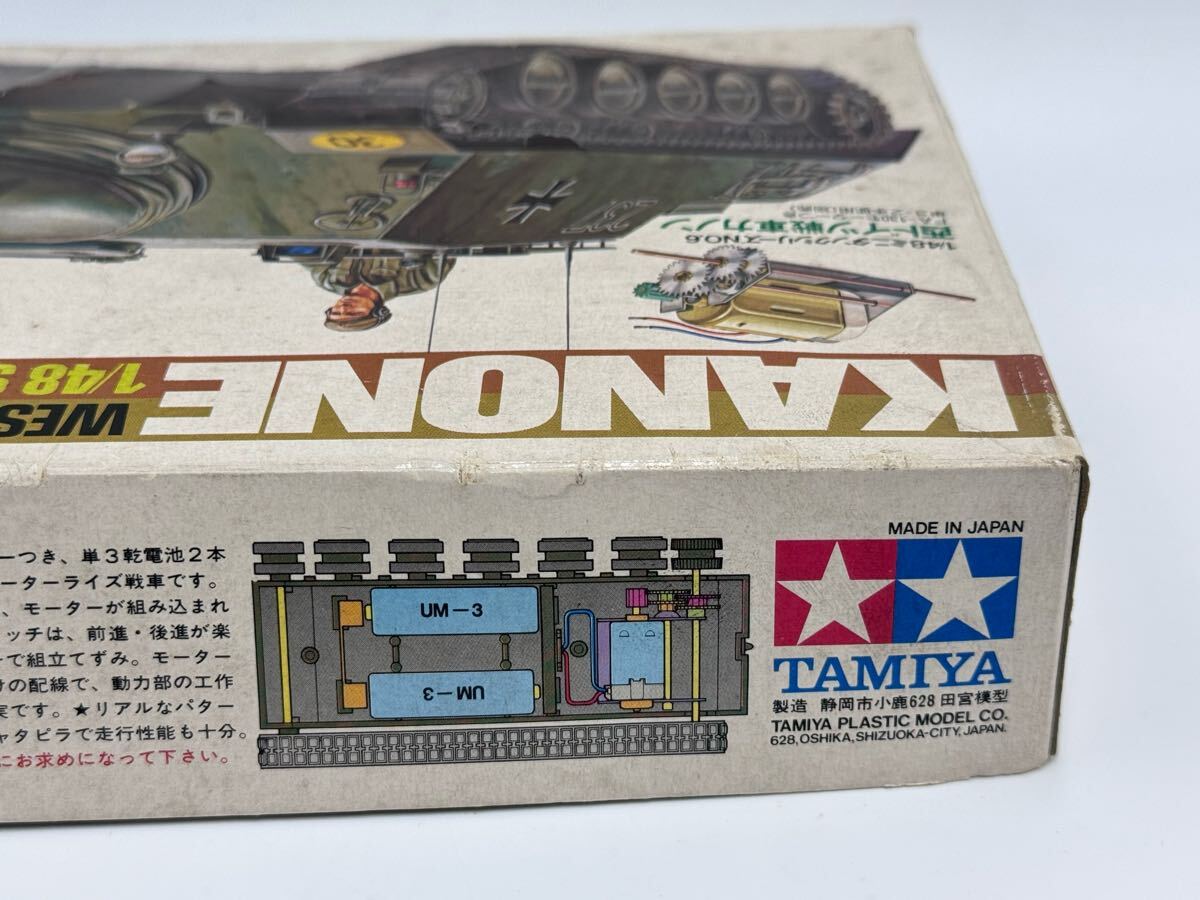 1/48ミニタンクシリーズNO.6
西ドイツ戦車カノン
KANONE
WES
1/48 S
ーつき、単3乾電池2本
ーターライズ戦車です。
、モーターが組み込まれ
ッチは、前進・後進が楽
で組立てずみ。モーター
けの配線で、動力部の工作
実です。★リアルなパター
ャタピラで走行性能も十分。
にお求めになって下さい。
UM-3
UM-3
MADE IN JAPAN
TAMIYA
製造 静岡市小鹿628 田宮模型
TAMIYA PLASTIC MODEL CO.
628, OSHIKA, SHIZUOKA-CITY, JAPAN.